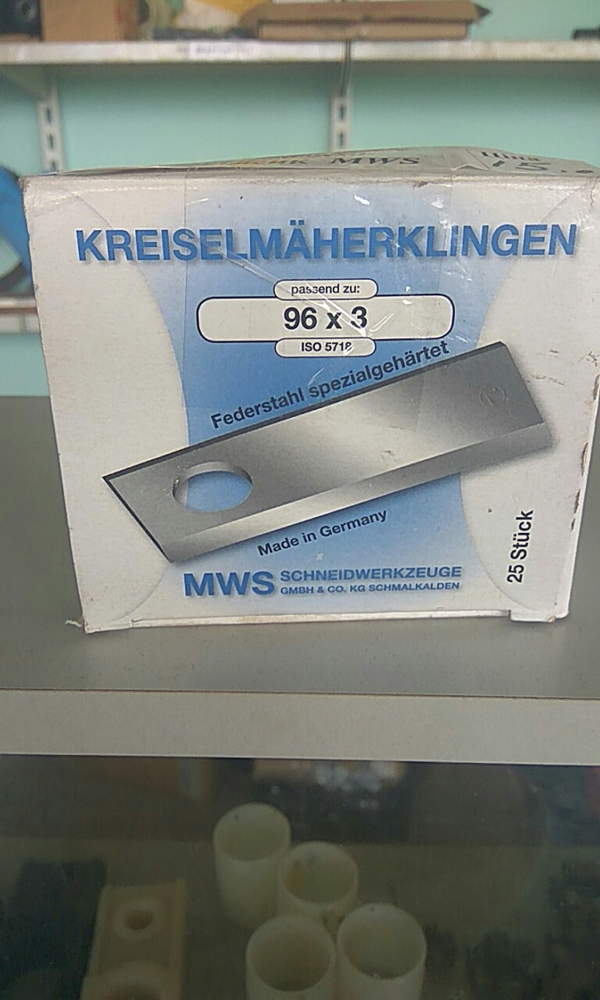 MWS
KREISELMÄHERKLINGEN
passend zu:
96 x 3
ISO 5718
Federstahl spezialgehärtet
Made in Germany
25 Stück
MWS SCHNEIDWERKZEUGE
GMBH & CO. KG SCHMALKALDEN